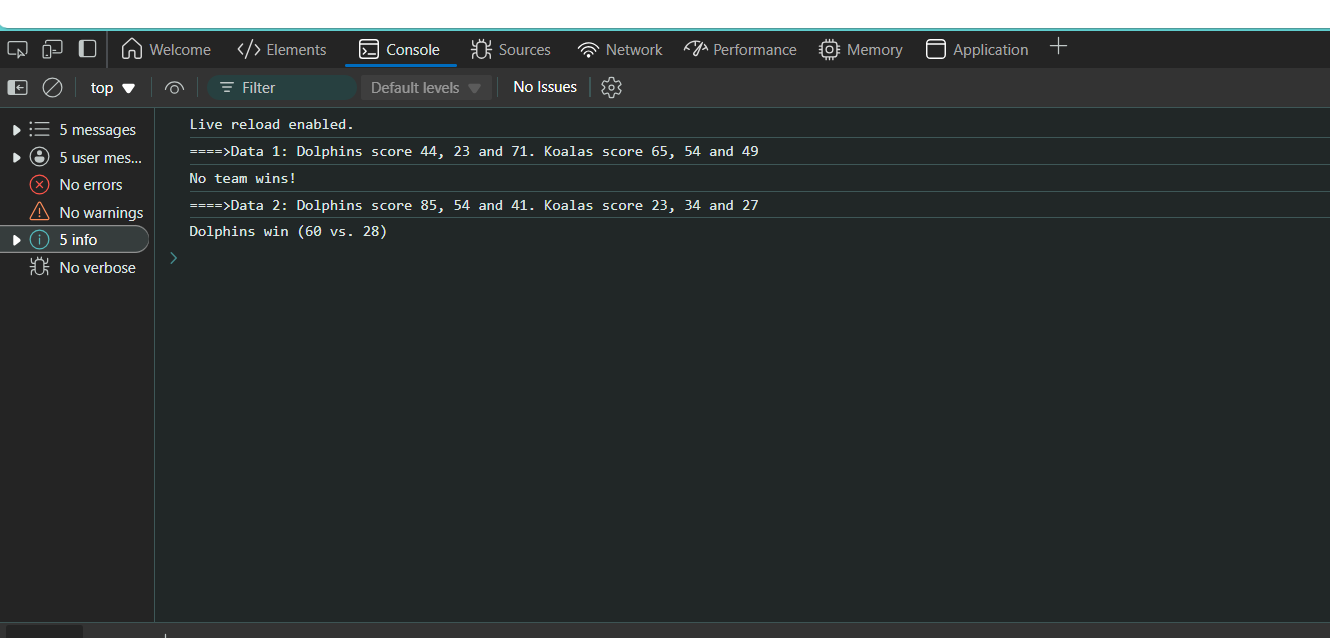 Welcome Elements Console Sources Network Performance Memory Application
top Filter Default levels No Issues
5 messages
5 user mes...
No errors
No warnings
5 info
No verbose
Live reload enabled.
====>Data 1: Dolphins score 44, 23 and 71. Koalas score 65, 54 and 49
No team wins!
====>Data 2: Dolphins score 85, 54 and 41. Koalas score 23, 34 and 27
Dolphins win (60 vs. 28)